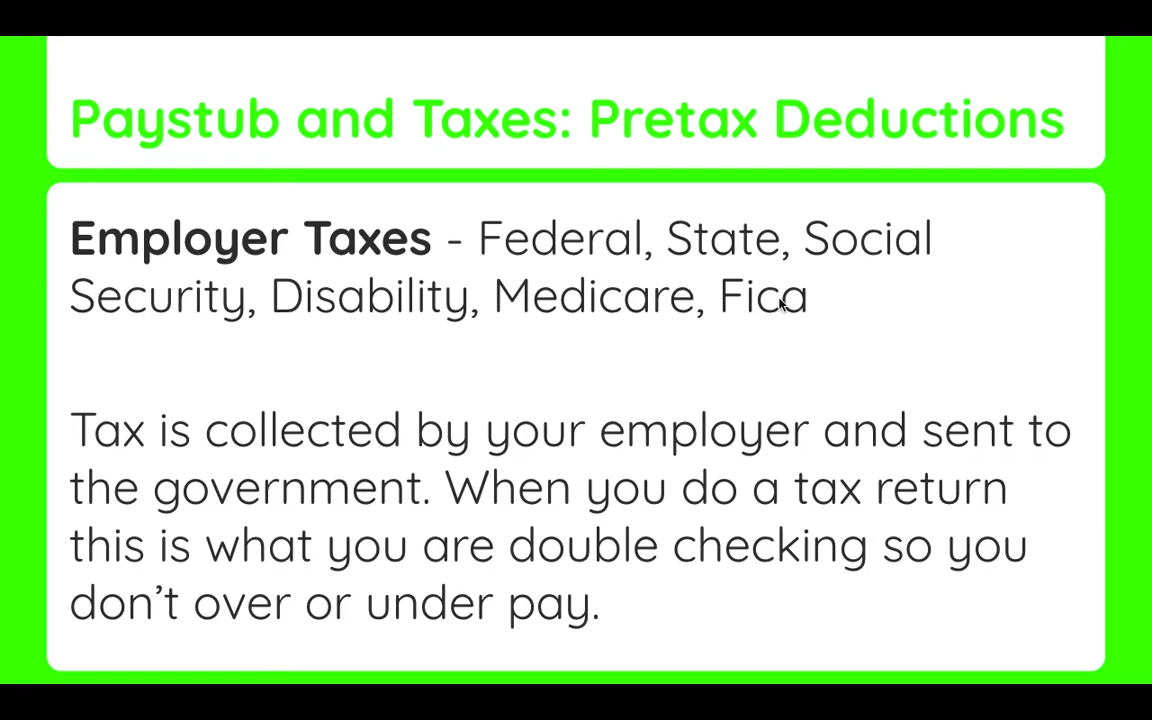 Paystub and Taxes: Pretax Deductions
Employer Taxes - Federal, State, Social
Security, Disability, Medicare, Fica
Tax is collected by your employer and sent to
the government. When you do a tax return
this is what you are double checking so you
don’t over or under pay.